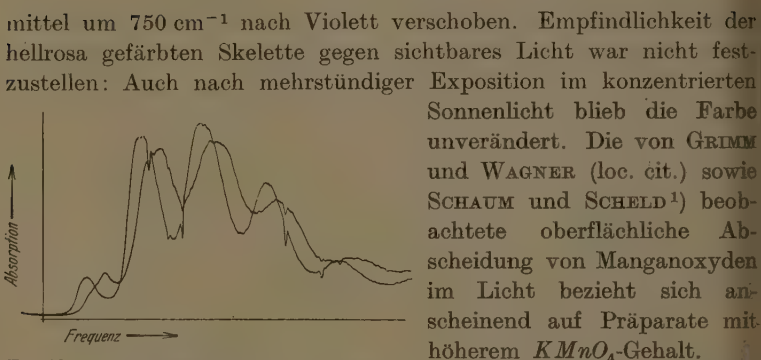 mittel um 750 cm⁻¹ nach Violett verschoben. Empfindlichkeit der
hellrosa gefärbten Skelette gegen sichtbares Licht war nicht fest-
zustellen: Auch nach mehrstündiger Exposition im konzentrierten
Sonnenlicht blieb die Farbe
unverändert. Die von GRIMM
und WAGNER (loc. cit.) sowie
SCHAUM und SCHELD¹) beob-
achtete oberflächliche Ab-
scheidung von Manganoxyden
im Licht bezieht sich an-
scheinend auf Präparate mit
höherem KMnO₄-Gehalt.
Absorption
Frequenz